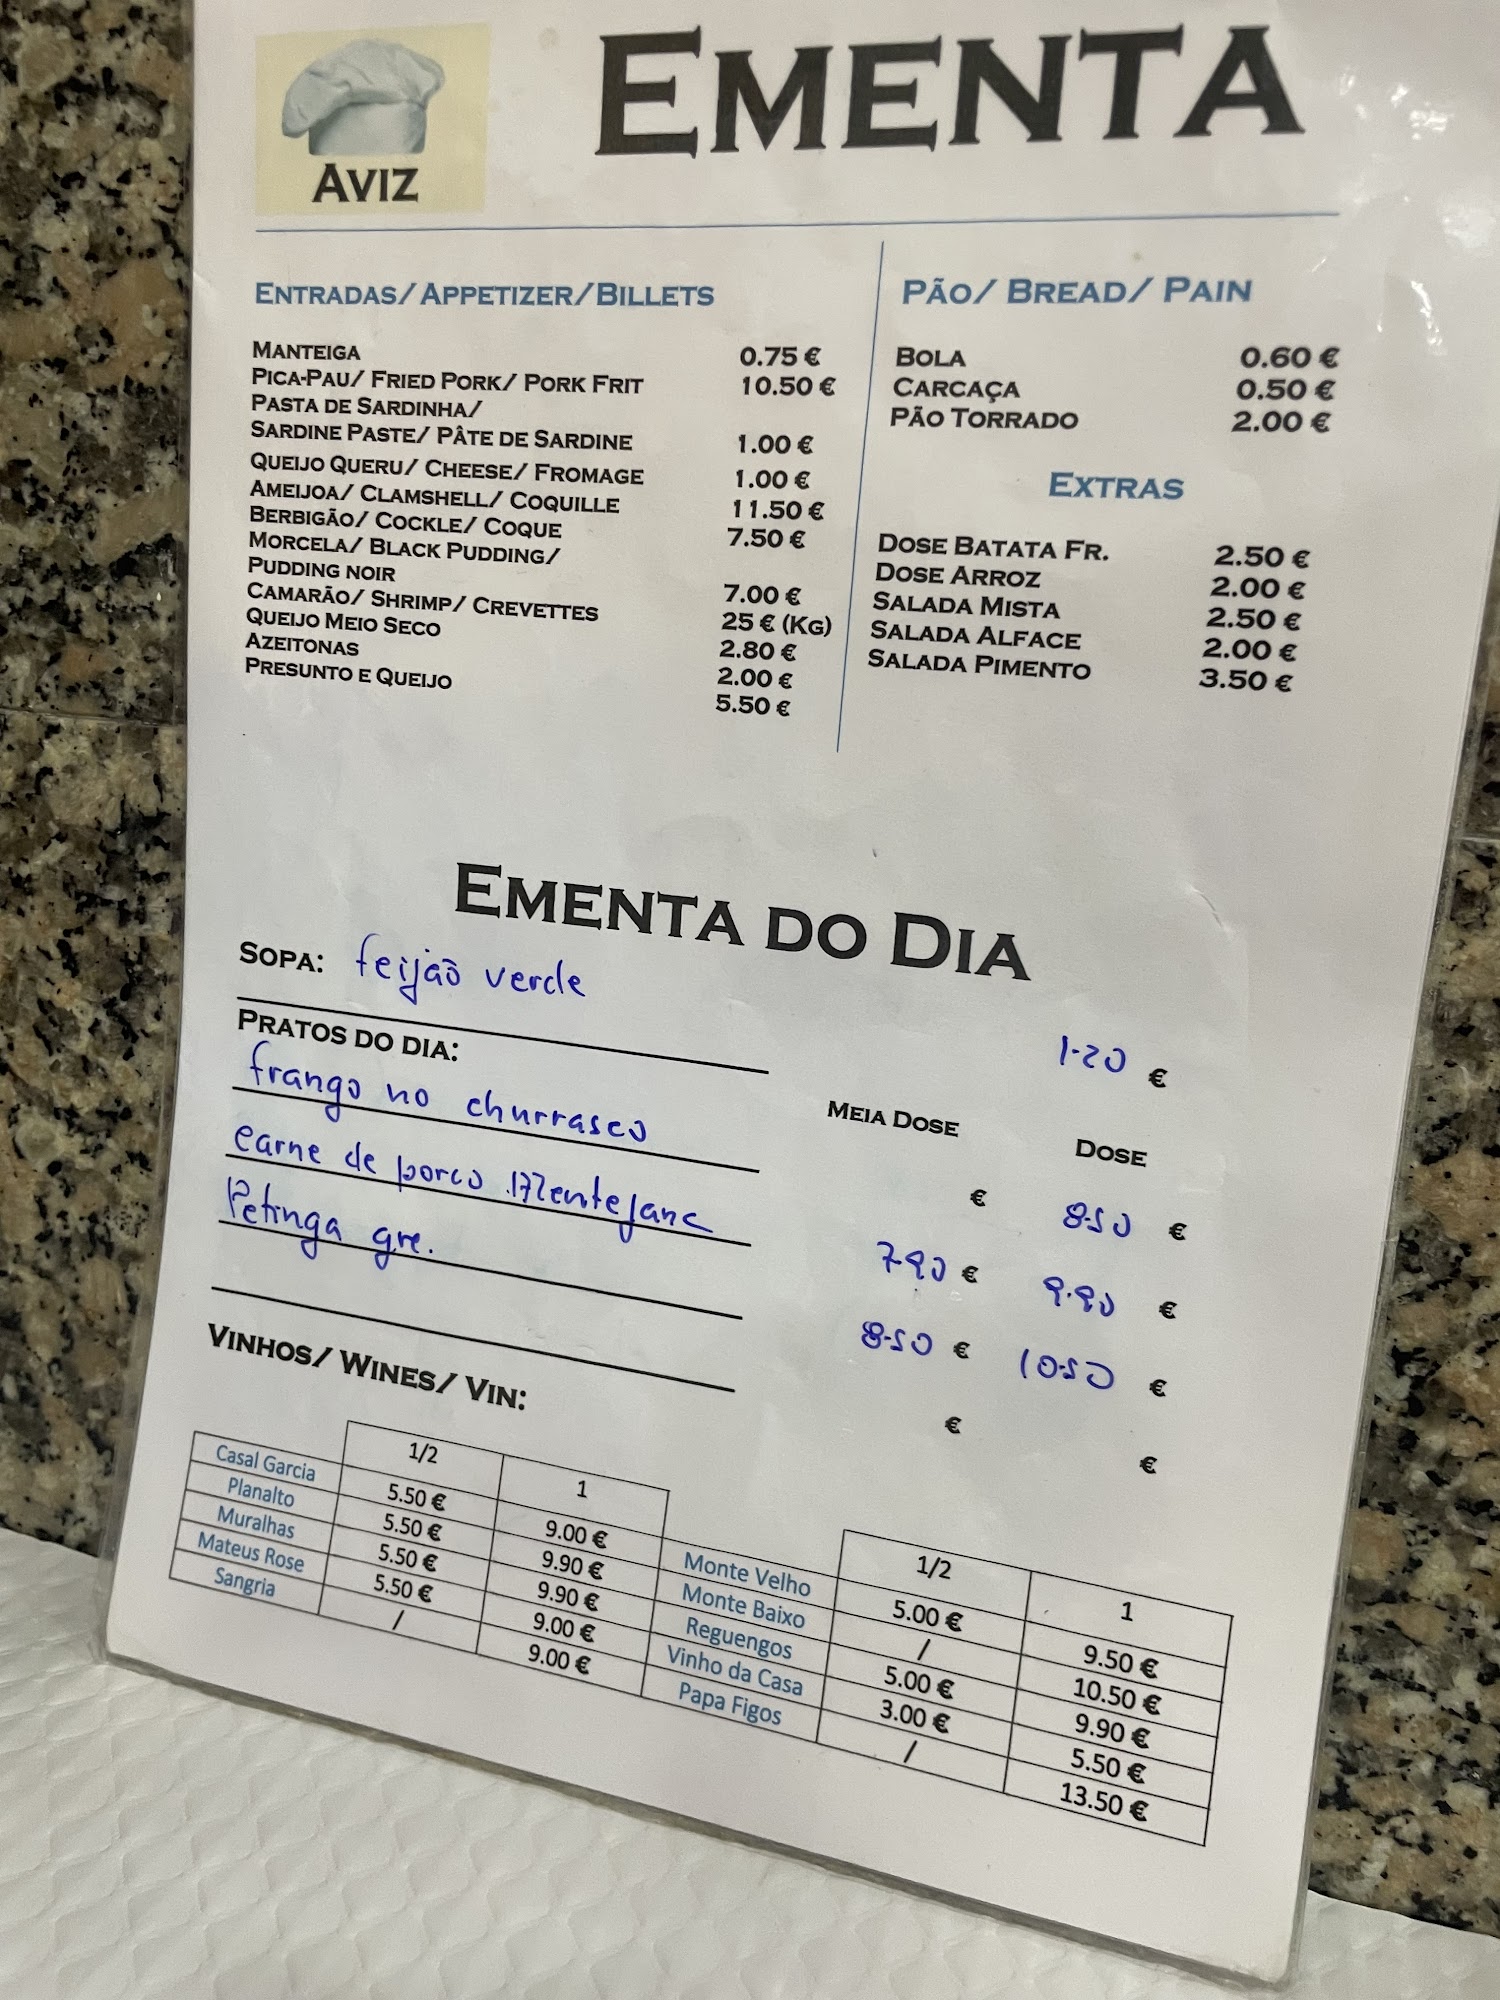 AVIZ
EMENTA
ENTRADAS/APPETIZER/BILLETS
MANTEIGA 0.75 €
PICA-PAU/ FRIED PORK/ PORK FRIT 10.50 €
PASTA DE SARDINHA/
SARDINE PASTE/ PÂTE DE SARDINE 1.00 €
QUEIJO QUERU/ CHEESE/ FROMAGE 1.00 €
AMEIJOA/ CLAMSHELL/ COQUILLE 11.50 €
BERBIGÃO/ COCKLE/ COQUE 7.50 €
MORCELA/ BLACK PUDDING/
PUDDING NOIR 7.00 €
CAMARÃO/ SHRIMP/ CREVETTES 25 € (KG)
QUEIJO MEIO SECO 2.80 €
AZEITONAS 2.00 €
PRESUNTO E QUEIJO 5.50 €
PÃO/ BREAD/ PAIN
BOLA 0.60 €
CARCAÇA 0.50 €
PÃO TORRADO 2.00 €
EXTRAS
DOSE BATATA FR. 2.50 €
DOSE ARROZ 2.00 €
SALADA MISTA 2.50 €
SALADA ALFACE 2.00 €
SALADA PIMENTO 3.50 €
EMENTA DO DIA
SOPA: feijão verde 1-20 €
PRATOS DO DIA: MEIA DOSE DOSE
frango no churrasco € 8-50 €
carne de porco Alentejana 7-90 € 9.90 €
Petinga gre. 8-50 € 10-50 €
€ €
VINHOS/ WINES/ VIN:
1/2 1
Casal Garcia 5.50 € 9.00 €
Planalto 5.50 € 9.90 €
Muralhas 5.50 € 9.90 €
Mateus Rose 5.50 € 9.00 €
Sangria / 9.00 €
1/2 1
Monte Velho 5.00 € 9.50 €
Monte Baixo / 10.50 €
Reguengos 5.00 € 9.90 €
Vinho da Casa 3.00 € 5.50 €
Papa Figos / 13.50 €